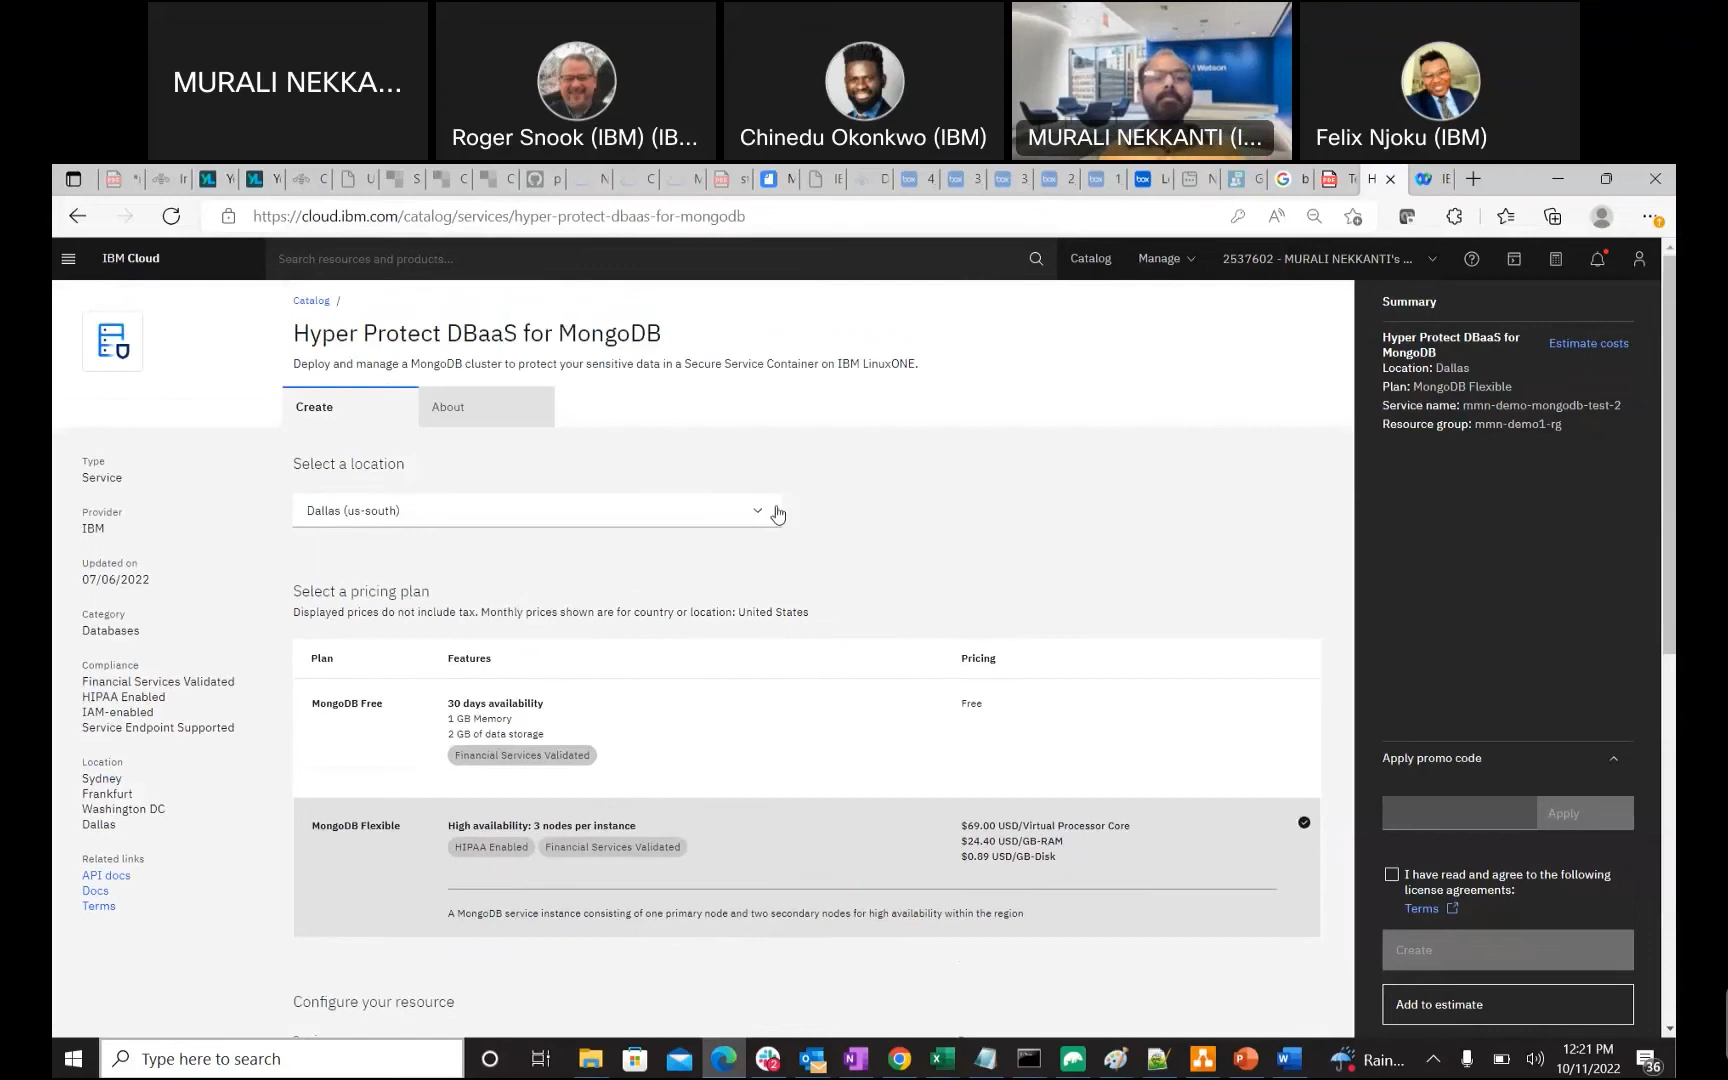 MURALI NEKKA...
Roger Snook (IBM) (IB...
Chinedu Okonkwo (IBM)
MURALI NEKKANTI (I...
Felix Njoku (IBM)
https://cloud.ibm.com/catalog/services/hyper-protect-dbaas-for-mongodb
IBM Cloud
Search resources and products...
Catalog
Manage
2537602 - MURALI NEKKANTI's ...
Catalog /
Hyper Protect DBaaS for MongoDB
Deploy and manage a MongoDB cluster to protect your sensitive data in a Secure Service Container on IBM LinuxONE.
Create
About
Type
Service
Provider
IBM
Updated on
07/06/2022
Category
Databases
Compliance
Financial Services Validated
HIPAA Enabled
IAM-enabled
Service Endpoint Supported
Location
Sydney
Frankfurt
Washington DC
Dallas
Related links
API docs
Docs
Terms
Select a location
Dallas (us-south)
Select a pricing plan
Displayed prices do not include tax. Monthly prices shown are for country or location: United States
Plan
Features
Pricing
MongoDB Free
30 days availability
1 GB Memory
2 GB of data storage
Financial Services Validated
Free
MongoDB Flexible
High availability: 3 nodes per instance
HIPAA Enabled
Financial Services Validated
$69.00 USD/Virtual Processor Core
$24.40 USD/GB-RAM
$0.89 USD/GB-Disk
A MongoDB service instance consisting of one primary node and two secondary nodes for high availability within the region
Configure your resource
Summary
Hyper Protect DBaaS for
MongoDB
Estimate costs
Location: Dallas
Plan: MongoDB Flexible
Service name: mmn-demo-mongodb-test-2
Resource group: mmn-demo1-rg
Apply promo code
Apply
I have read and agree to the following
license agreements:
Terms
Create
Add to estimate
Type here to search
Rain...
12:21 PM
10/11/2022
36